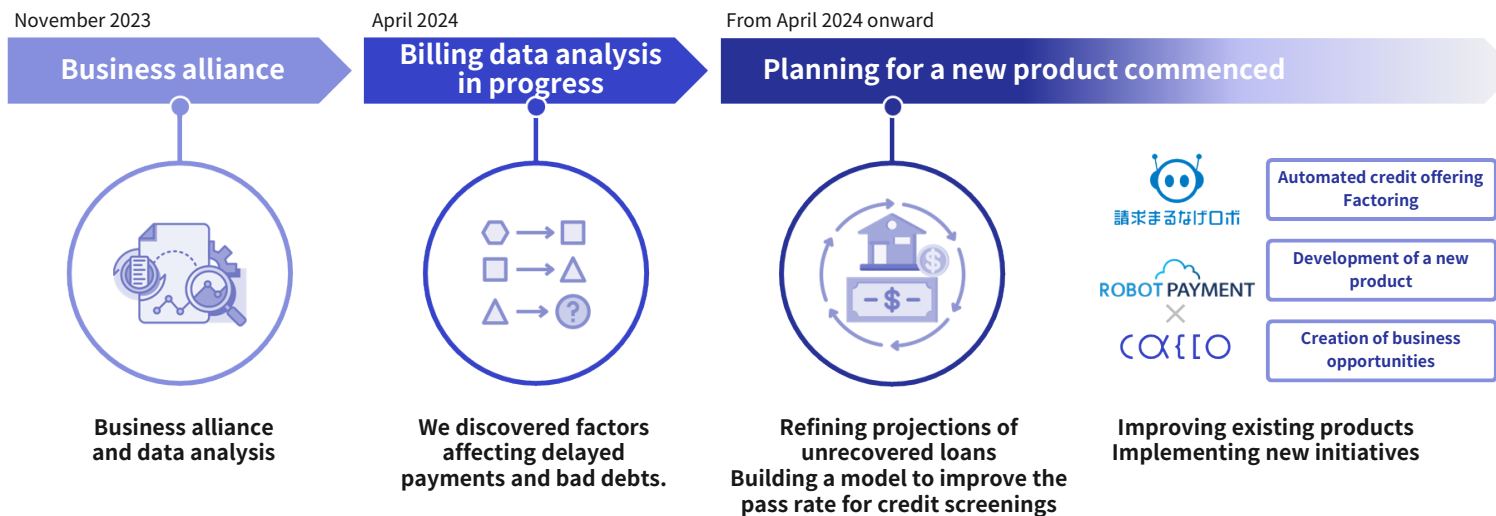 November 2023
Business alliance
Business alliance
and data analysis
April 2024
Billing data analysis
in progress
?
We discovered factors
affecting delayed
payments and bad debts.
From April 2024 onward
Planning for a new product commenced
$
-$-
Refining projections of
unrecovered loans
Building a model to improve the
pass rate for credit screenings
請求まるなげロボ
ROBOT PAYMENT
×
Automated credit offering
Factoring
Development of a new
product
Creation of business
opportunities
Improving existing products
Implementing new initiatives